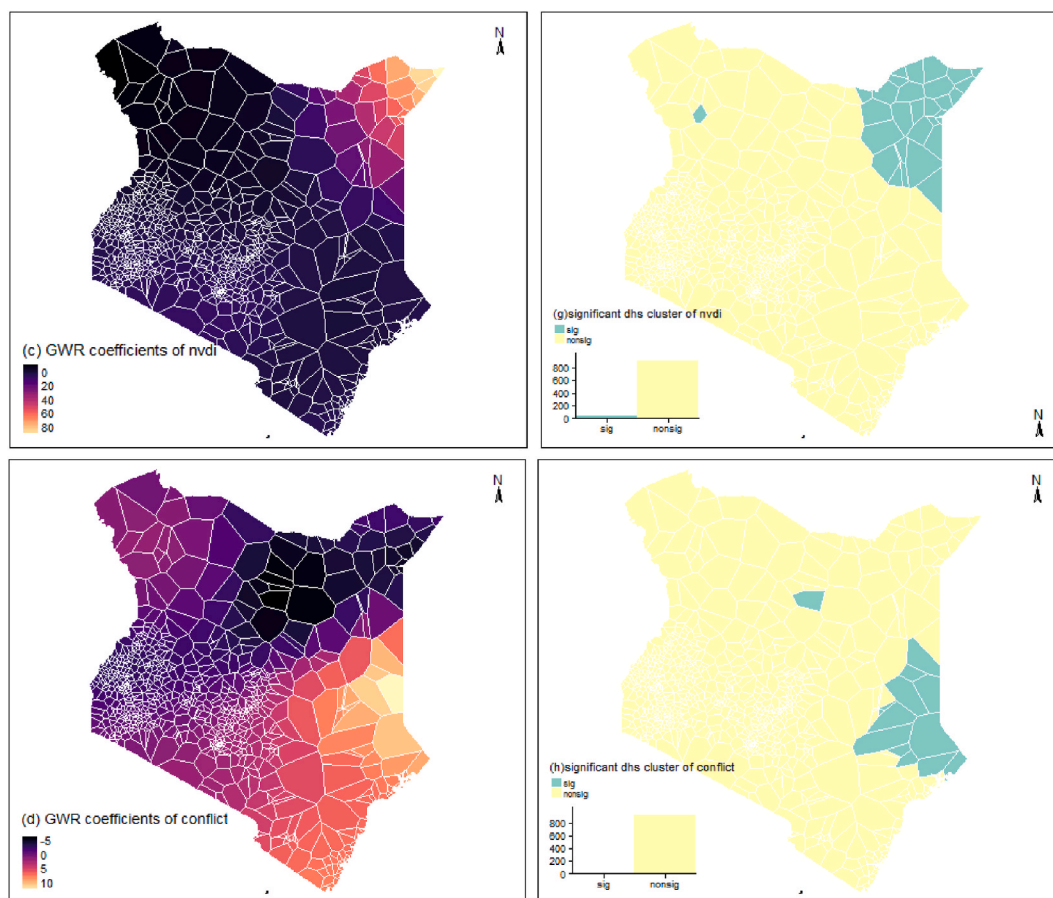 N
(c) GWR coefficients of nvdi
0
20
40
60
80
(g)significant dhs cluster of nvdi
sig
nonsig
800
600
400
200
0
sig nonsig
N
N
(d) GWR coefficients of conflict
-5
0
5
10
N
(h)significant dhs cluster of conflict
sig
nonsig
800
600
400
200
0
sig nonsig